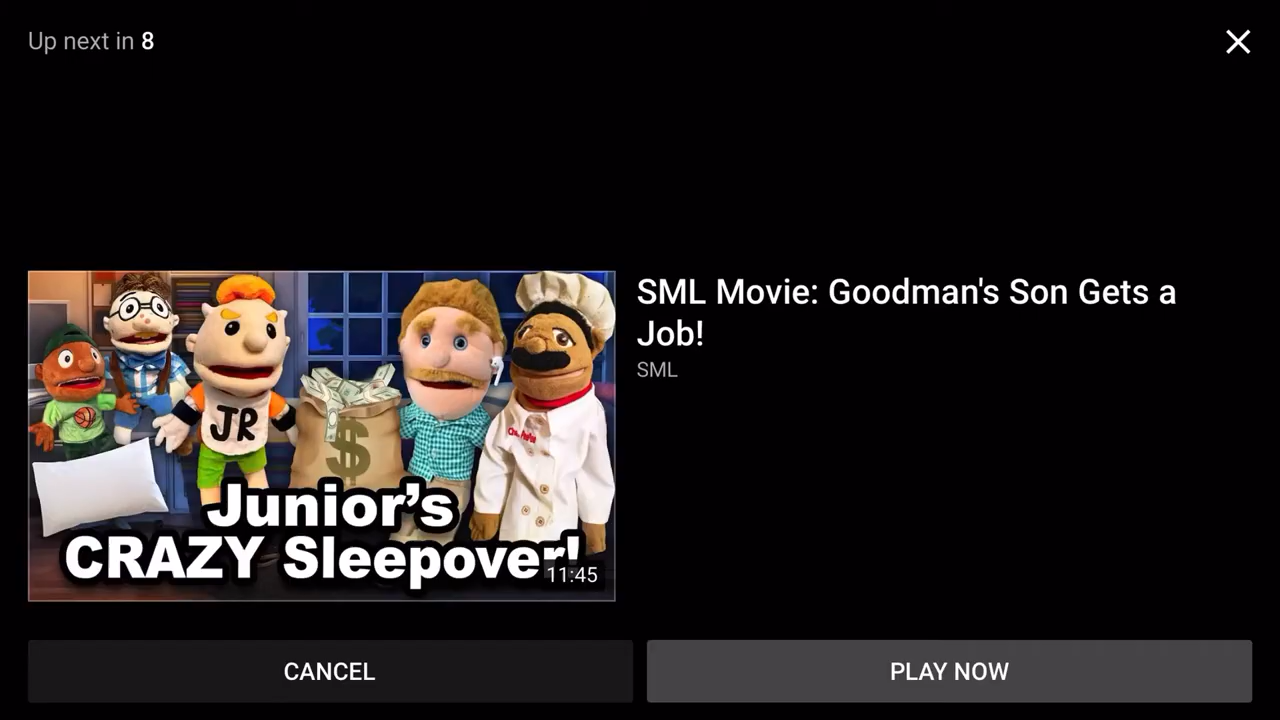 Up next in 8
SML Movie: Goodman's Son Gets a
Job!
SML
JR
$
Junior's
CRAZY Sleepover!
11:45
CANCEL
PLAY NOW